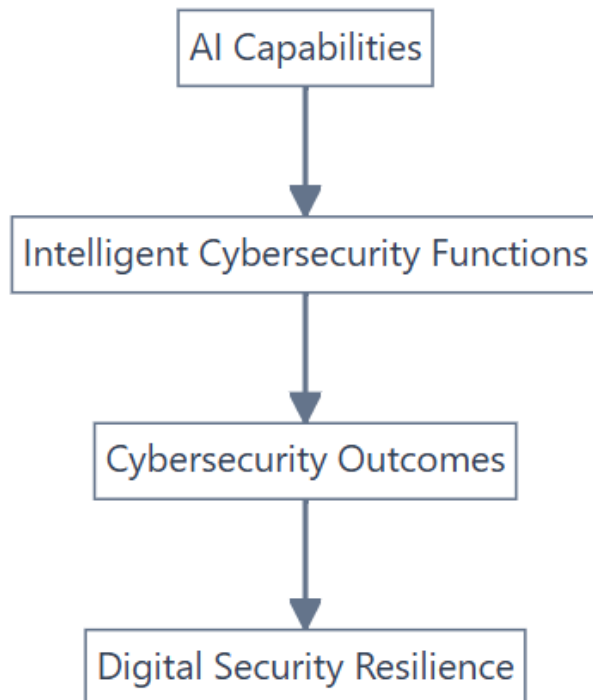 AI Capabilities
Intelligent Cybersecurity Functions
Cybersecurity Outcomes
Digital Security Resilience